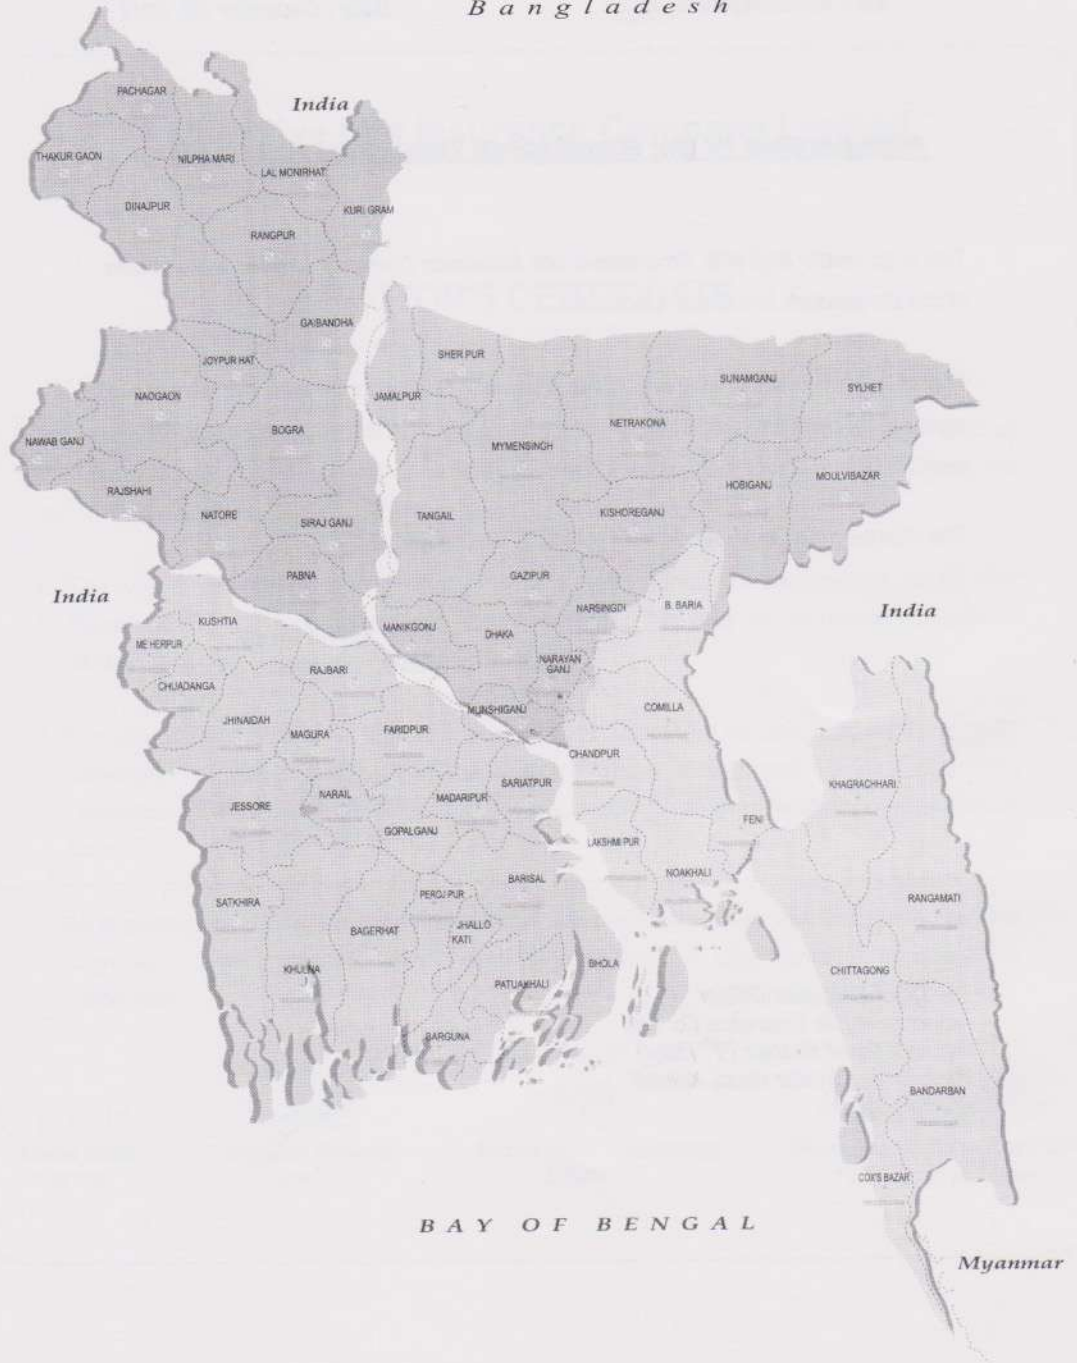 Bangladesh
PACHAGAR
India
THAKUR GAON
NILPHA MARI
LAL MONIRHAT
DINAJPUR
KURI GRAM
RANGPUR
GAIBANDHA
JOYPUR HAT
SHER PUR
SUNAMGANJ
SYLHET
NAOGAON
JAMALPUR
NETRAKONA
BOGRA
NAWAB GANJ
MYMENSINGH
MOULVIBAZAR
HOBIGANJ
RAJSHAHI
NATORE
SIRAJ GANJ
TANGAIL
KISHOREGANJ
PABNA
GAZIPUR
India
NARSINGDI
B. BARIA
India
KUSHTIA
MANIKGONJ
DHAKA
ME HERPUR
NARAYAN
GANJ
RAJBARI
CHUADANGA
MUNSHIGANJ
COMILLA
JHINAIDAH
MAGURA
FARIDPUR
CHANDPUR
SARIATPUR
KHAGRACHHARI
JESSORE
NARAIL
MADARIPUR
GOPALGANJ
FENI
LAKSHMI PUR
NOAKHALI
BARISAL
PEROJ PUR
SATKHIRA
RANGAMATI
BAGERHAT
JHALLO
KATI
KHULNA
BHOLA
CHITTAGONG
PATUAKHALI
BARGUNA
BANDARBAN
COX'S BAZAR
BAY OF BENGAL
Myanmar